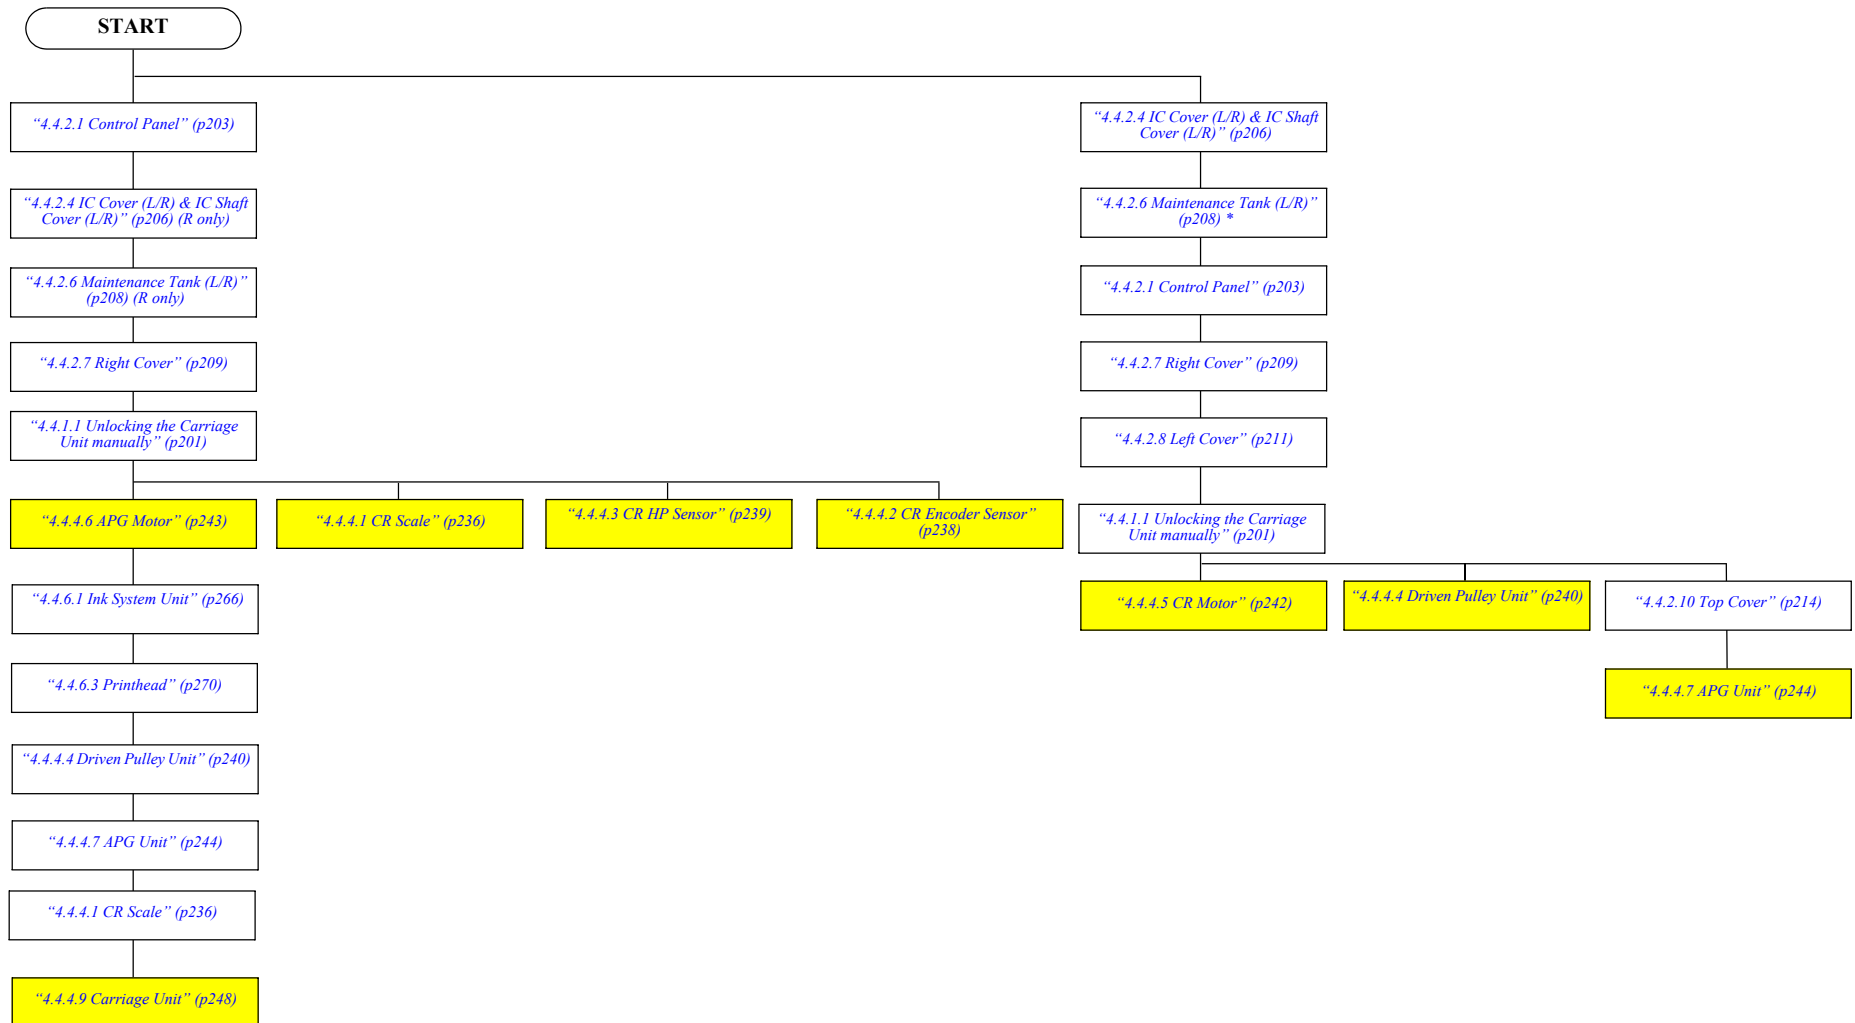 START
“4.4.2.1 Control Panel” (p203)
“4.4.2.4 IC Cover (L/R) & IC Shaft
Cover (L/R)” (p206) (R only)
“4.4.2.6 Maintenance Tank (L/R)”
(p208) (R only)
“4.4.2.7 Right Cover” (p209)
“4.4.1.1 Unlocking the Carriage
Unit manually” (p201)
“4.4.4.6 APG Motor” (p243)
“4.4.4.1 CR Scale” (p236)
“4.4.4.3 CR HP Sensor” (p239)
“4.4.4.2 CR Encoder Sensor”
(p238)
“4.4.6.1 Ink System Unit” (p266)
“4.4.6.3 Printhead” (p270)
“4.4.4.4 Driven Pulley Unit” (p240)
“4.4.4.7 APG Unit” (p244)
“4.4.4.1 CR Scale” (p236)
“4.4.4.9 Carriage Unit” (p248)
“4.4.2.4 IC Cover (L/R) & IC Shaft
Cover (L/R)” (p206)
“4.4.2.6 Maintenance Tank (L/R)”
(p208) *
“4.4.2.1 Control Panel” (p203)
“4.4.2.7 Right Cover” (p209)
“4.4.2.8 Left Cover” (p211)
“4.4.1.1 Unlocking the Carriage
Unit manually” (p201)
“4.4.4.5 CR Motor” (p242)
“4.4.4.4 Driven Pulley Unit” (p240)
“4.4.2.10 Top Cover” (p214)
“4.4.4.7 APG Unit” (p244)